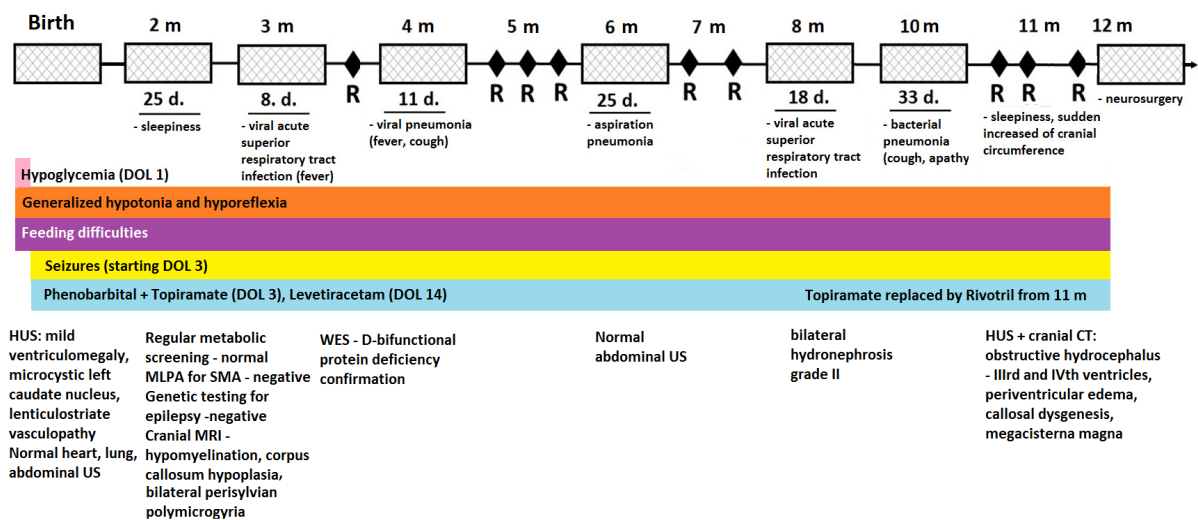 Birth
2 m
3 m
4 m
5 m
6 m
7 m
8 m
10 m
11 m
12 m
R
R
R
R
R
R
R
R
R
25 d.
- sleepiness
8. d.
- viral acute
superior
respiratory tract
infection (fever)
11 d.
- viral pneumonia
(fever, cough)
25 d.
- aspiration
pneumonia
18 d.
- viral acute
superior
respiratory tract
infection
33 d.
- bacterial
pneumonia
(cough, apathy
- sleepiness, sudden
increased of cranial
circumference
- neurosurgery
Hypoglycemia (DOL 1)
Generalized hypotonia and hyporeflexia
Feeding difficulties
Seizures (starting DOL 3)
Phenobarbital + Topiramate (DOL 3), Levetiracetam (DOL 14)
Topiramate replaced by Rivotril from 11 m
HUS: mild
ventriculomegaly,
microcystic left
caudate nucleus,
lenticulostriate
vasculopathy
Normal heart, lung,
abdominal US
Regular metabolic
screening - normal
MLPA for SMA - negative
Genetic testing for
epilepsy -negative
Cranial MRI -
hypomyelination, corpus
callosum hypoplasia,
bilateral perisylvian
polymicrogyria
WES - D-bifunctional
protein deficiency
confirmation
Normal
abdominal US
bilateral
hydronephrosis
grade II
HUS + cranial CT:
obstructive hydrocephalus
- IIIrd and IVth ventricles,
periventricular edema,
callosal dysgenesis,
megacisterna magna